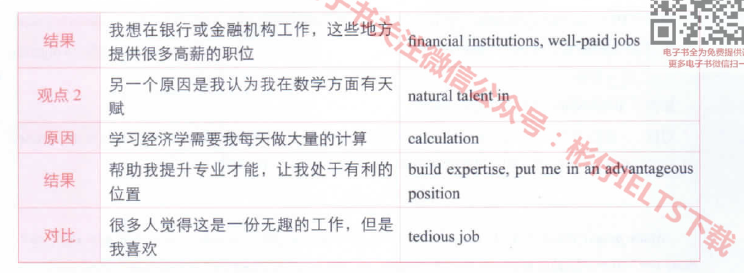 结果
我想在银行或金融机构工作，这些地方
提供很多高薪的职位
financial institutions, well-paid jobs
观点 2
另一个原因是我认为我在数学方面有天
赋
natural talent in
原因
学习经济学需要我每天做大量的计算
calculation
结果
帮助我提升专业才能，让我处于有利的
位置
build expertise, put me in an advantageous
position
对比
很多人觉得这是一份无趣的工作，但是
我喜欢
tedious job
子书关注微信公众号：彬仔IELTS下载
电子书全为免费提供
更多电子书微信扫一